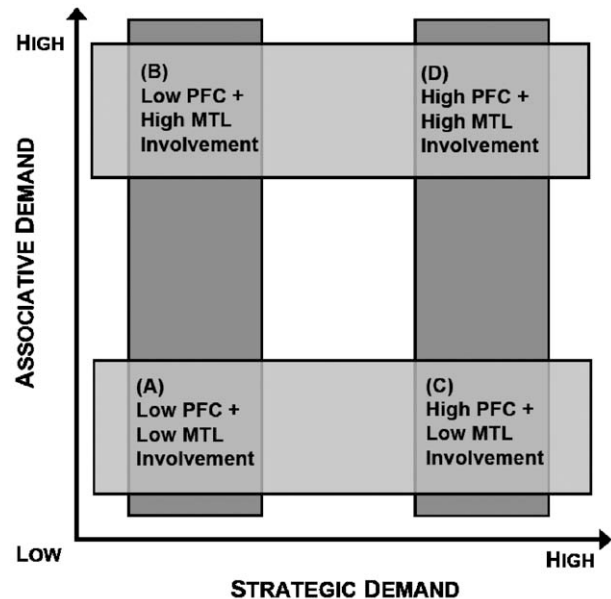 HIGH
(B)
Low PFC +
High MTL
Involvement
(D)
High PFC +
High MTL
Involvement
ASSOCIATIVE DEMAND
(A)
Low PFC +
Low MTL
Involvement
(C)
High PFC +
Low MTL
Involvement
LOW
HIGH
STRATEGIC DEMAND